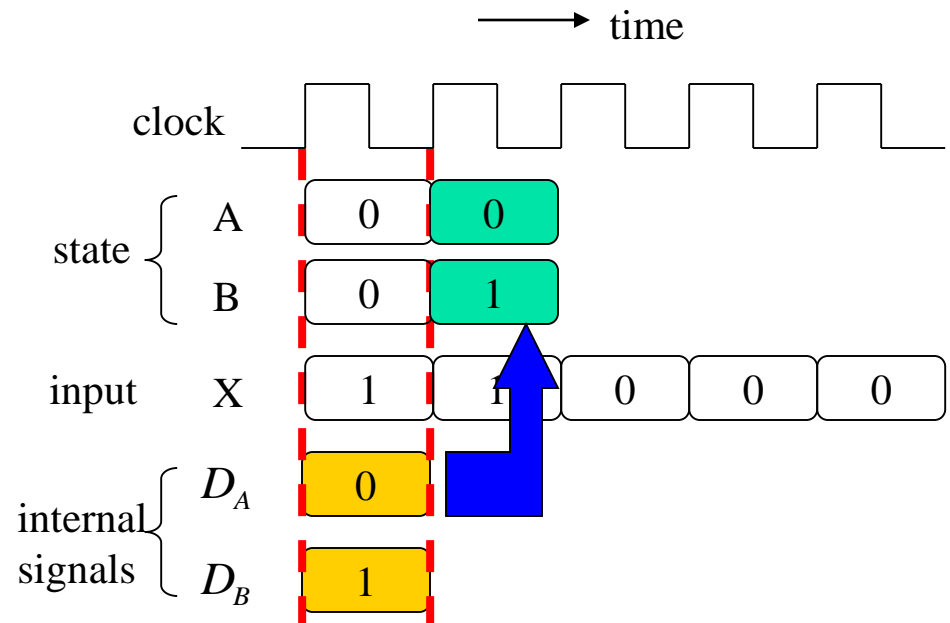 time
clock
A 0 0
state
B 0 1
input X 1 1 0 0 0
D_A 0
internal
signals D_B 1